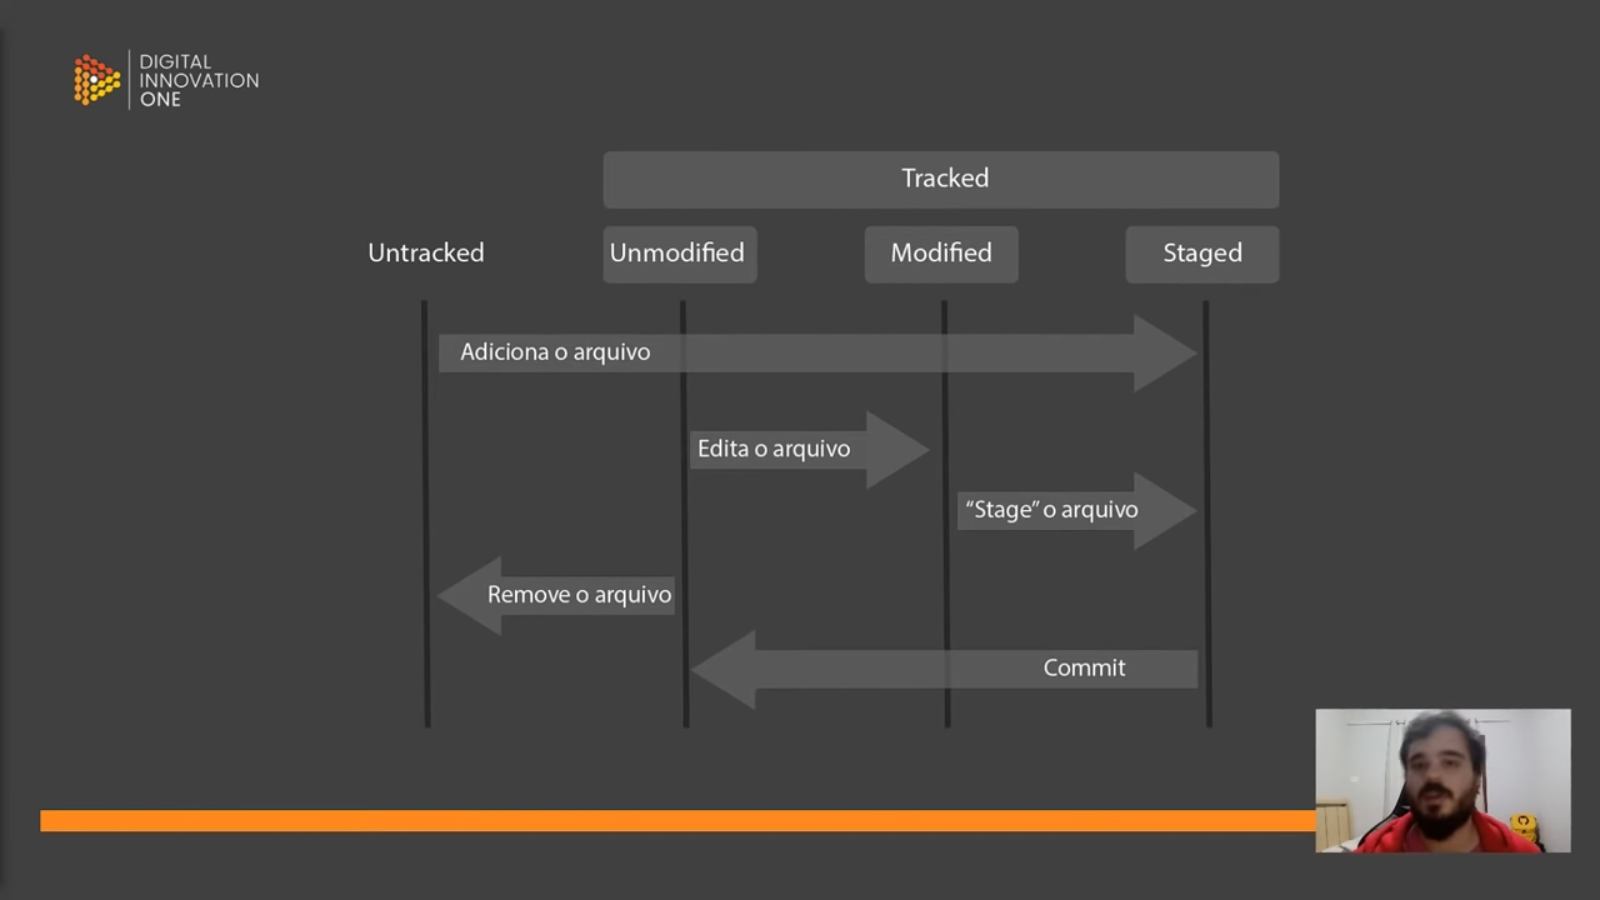 DIGITAL
INNOVATION
ONE
Tracked
Untracked
Unmodified
Modified
Staged
Adiciona o arquivo
Edita o arquivo
“Stage” o arquivo
Remove o arquivo
Commit